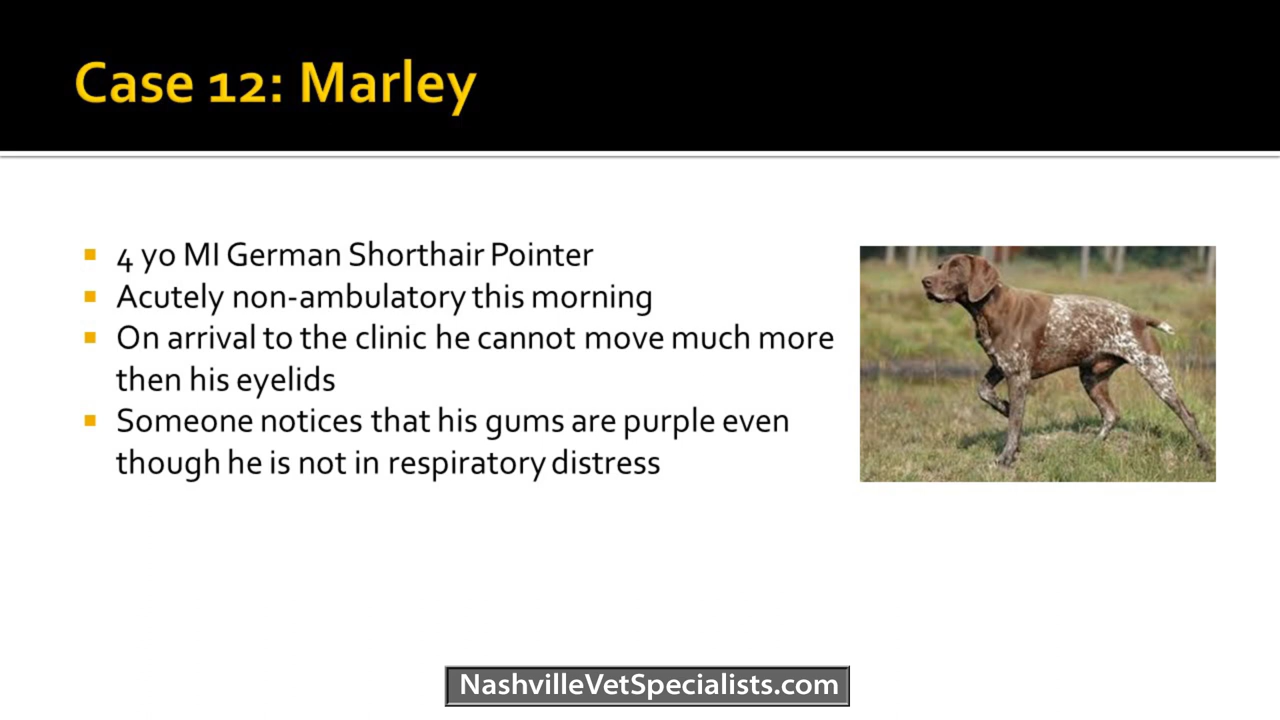 Case 12: Marley
▪ 4 yo MI German Shorthair Pointer
▪ Acutely non-ambulatory this morning
▪ On arrival to the clinic he cannot move much more
then his eyelids
▪ Someone notices that his gums are purple even
though he is not in respiratory distress
NashvilleVetSpecialists.com